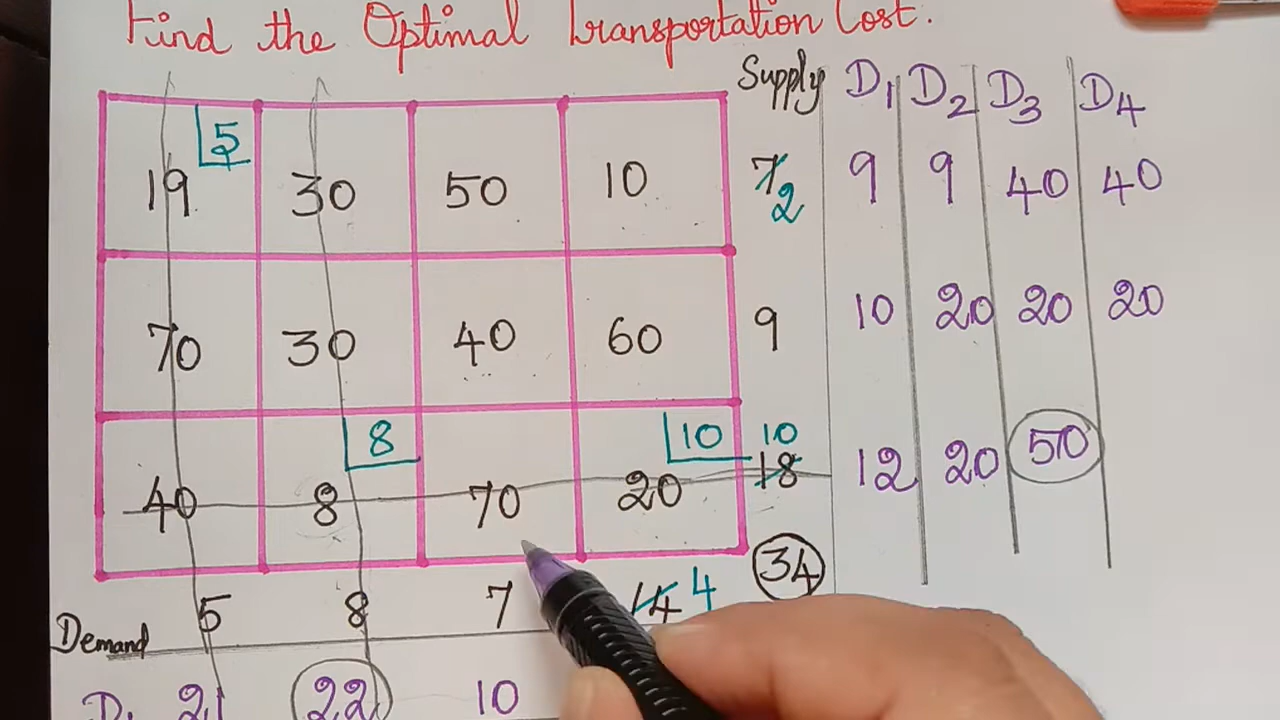 Find the Optimal Transportation Cost.
Supply D1 D2 D3 D4
5
19 30 50 10 7 2 9 9 40 40
70 30 40 60 9 10 20 20 20
8 10 10
40 8 70 20 18 12 20 50
34
Demand 5 8 7 14 4
D1 21 22 10